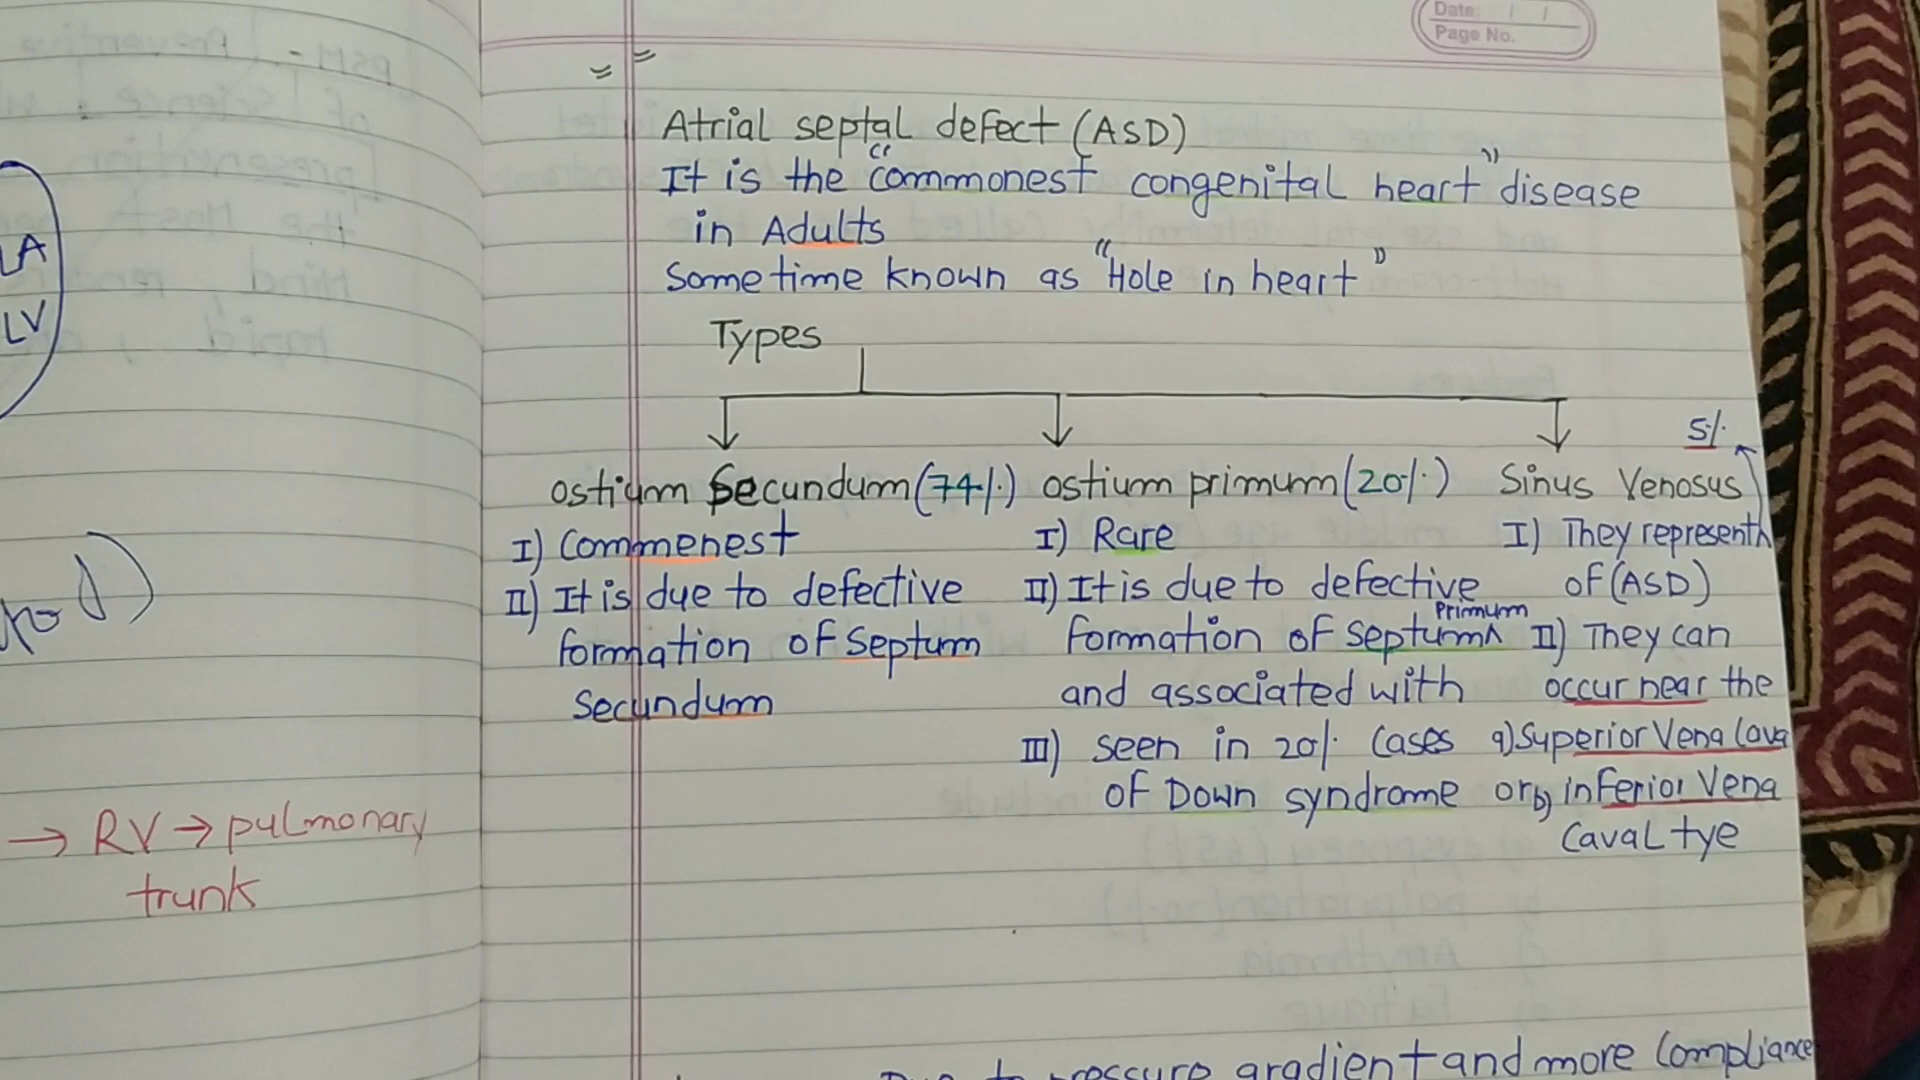 Date: / /
Page No.
Atrial septal defect (ASD)
It is the "commonest congenital heart" disease
in Adults
Some time known as "Hole in heart"
Types
5%
ostium Secundum (74%) ostium primum (20%) Sinus Venosus
I) Commenest
II) It is due to defective
formation of Septum
Secundum
I) Rare
II) It is due to defective
formation of septum Primum
and associated with
III) seen in 20% Cases
of Down syndrome
I) They represent
of (ASD)
II) They can
occur near the
a) Superior Vena Cava
or b) inferior Vena
Caval tye
pressure gradient and more Compliance
LA
LV
→ RV → pulmonary
trunk